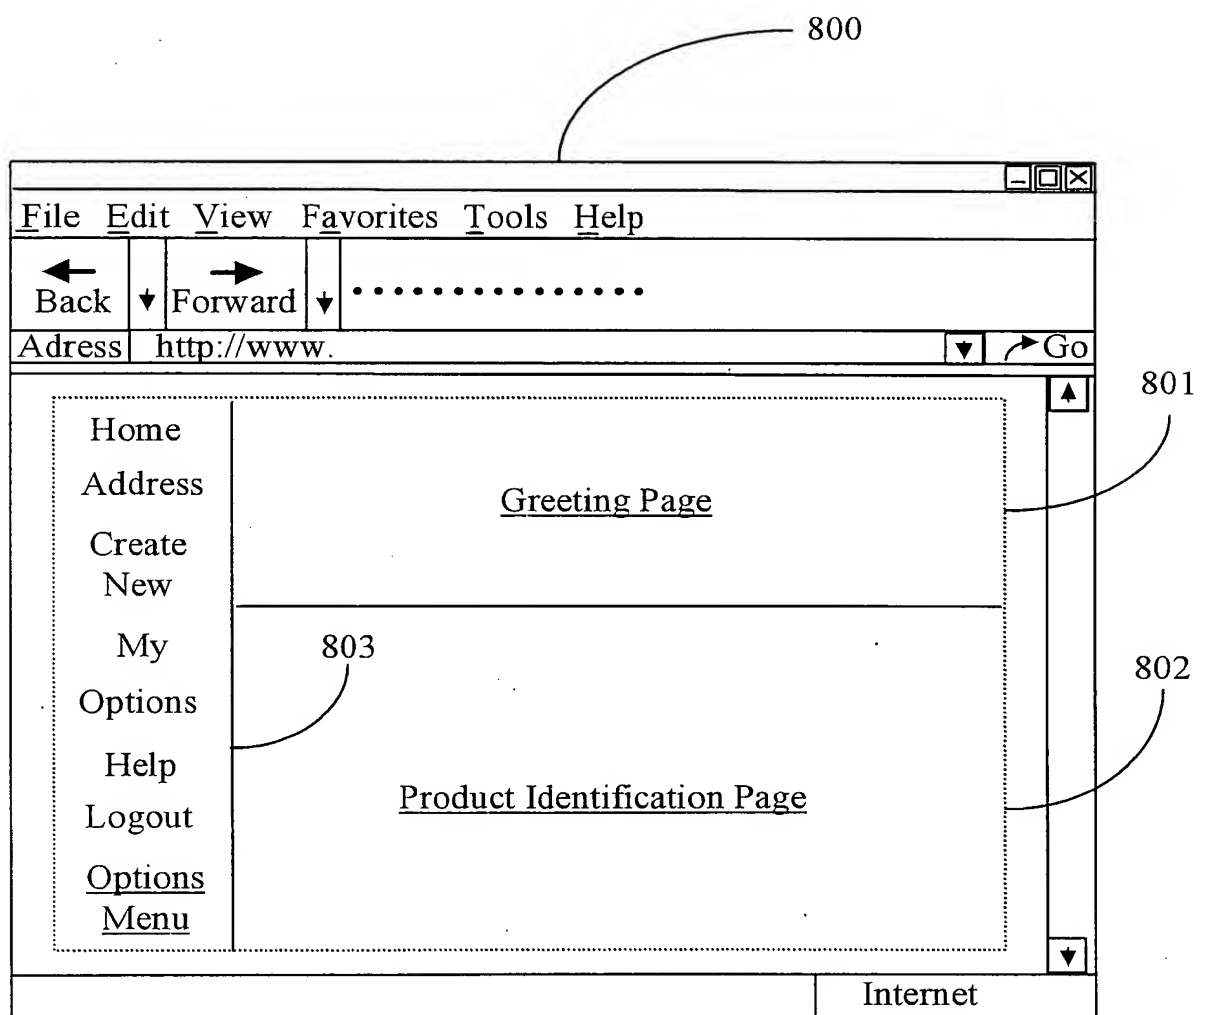 800
File Edit View Favorites Tools Help
Back Forward
Adress http://www. Go
801
Home
Address
Greeting Page
Create
New
My
803
802
Options
Help
Product Identification Page
Logout
Options
Menu
Internet